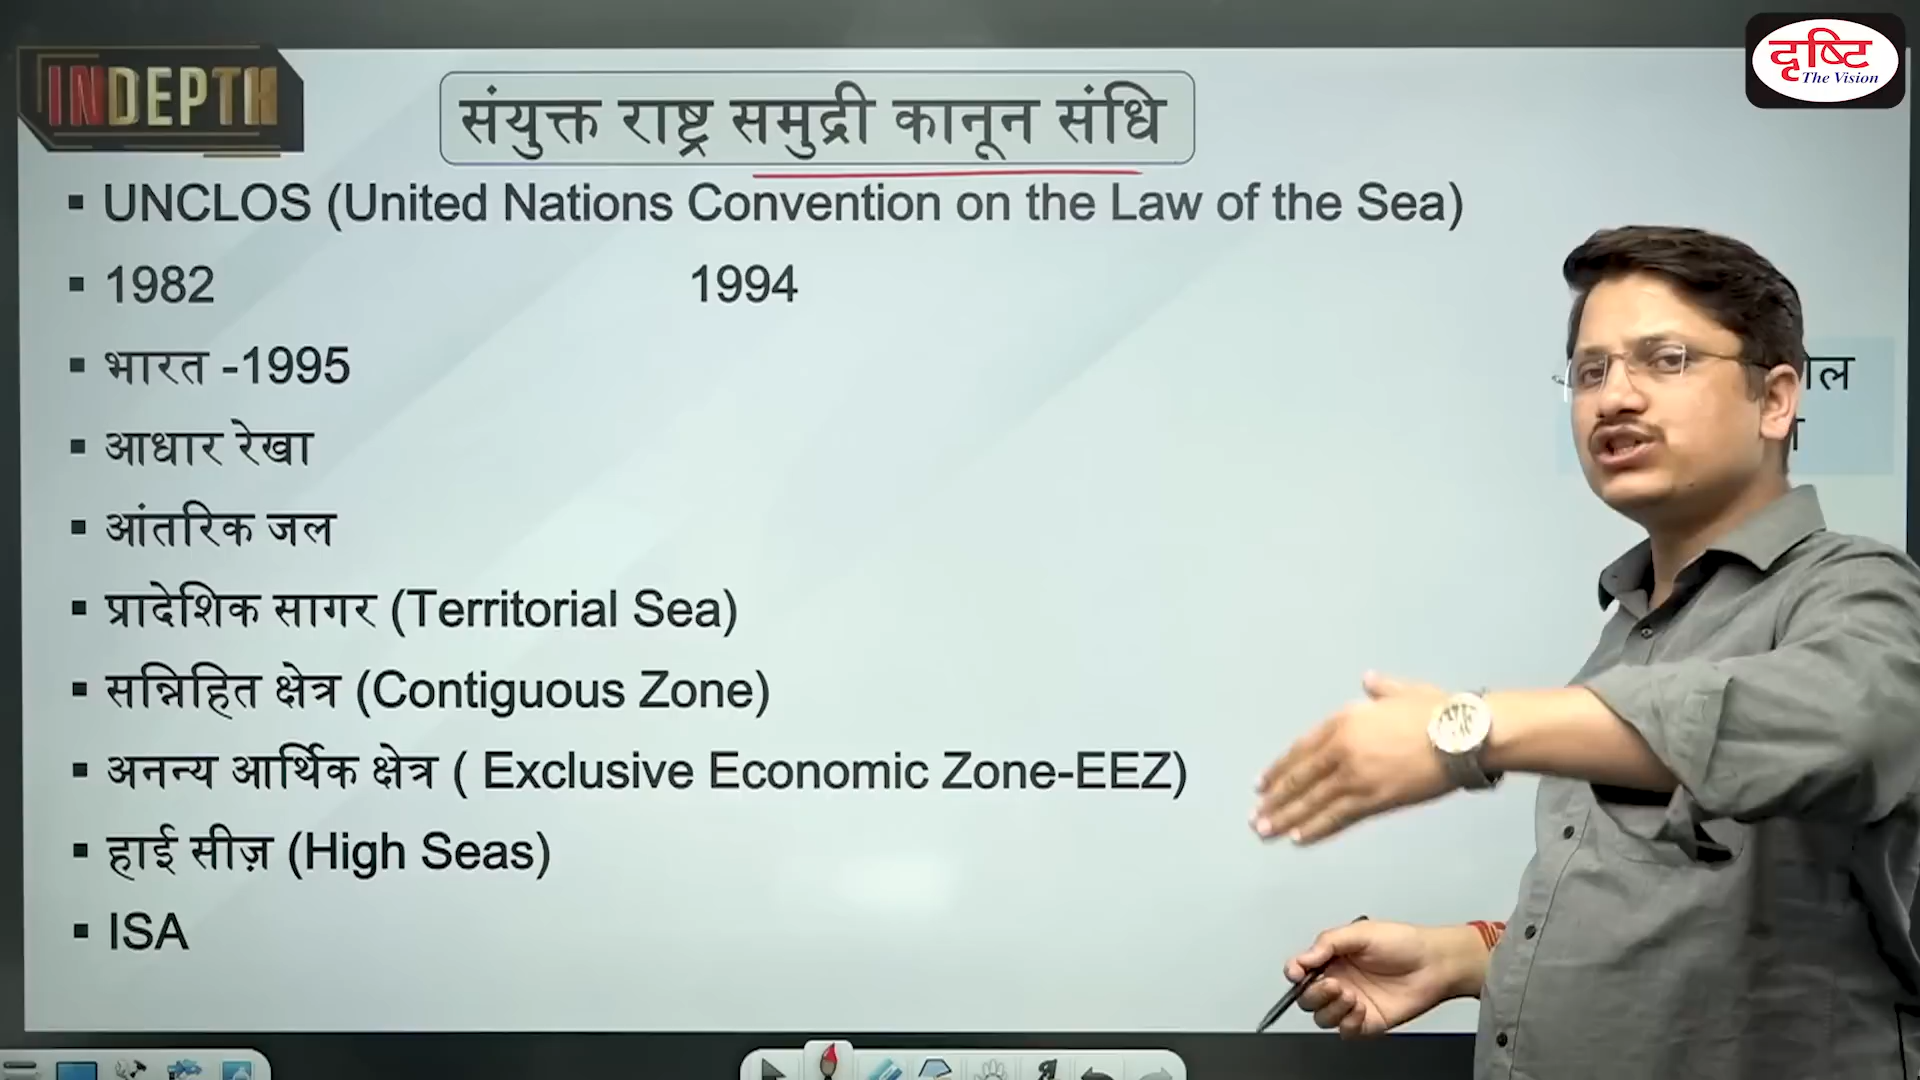 INDEPTH
दृष्टि
The Vision
संयुक्त राष्ट्र समुद्री कानून संधि
▪ UNCLOS (United Nations Convention on the Law of the Sea)
▪ 1982 1994
▪ भारत -1995
▪ आधार रेखा
▪ आंतरिक जल
▪ प्रादेशिक सागर (Territorial Sea)
▪ सन्निहित क्षेत्र (Contiguous Zone)
▪ अनन्य आर्थिक क्षेत्र ( Exclusive Economic Zone-EEZ)
▪ हाई सीज़ (High Seas)
▪ ISA